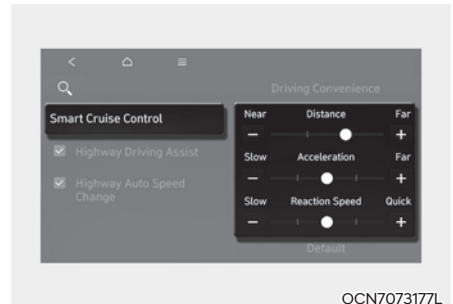 Driving Convenience
Smart Cruise Control
Highway Driving Assist
Highway Auto Speed
Change
Near Distance Far
Slow Acceleration Far
Slow Reaction Speed Quick
Default
OCN7073177L